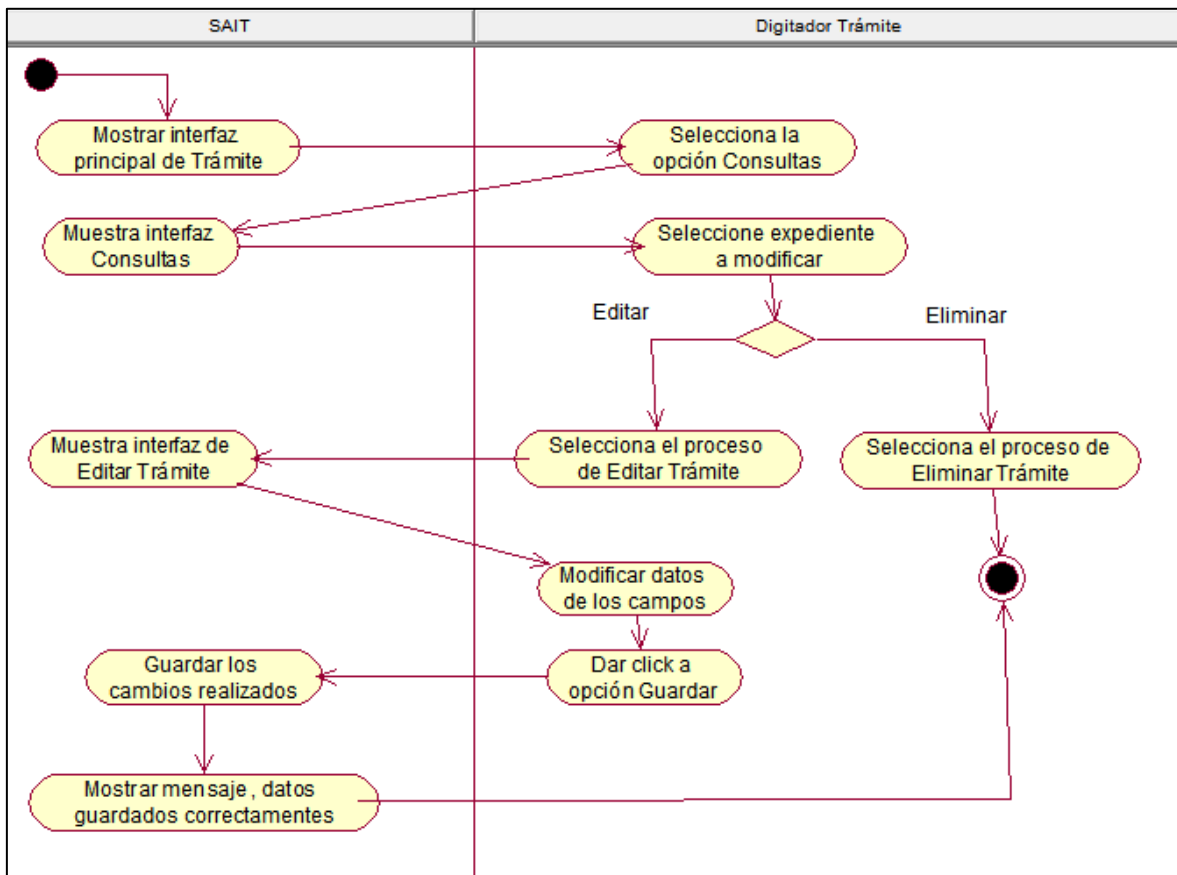 SAIT
Digitador Trámite
Mostrar interfaz
principal de Trámite
Selecciona la
opción Consultas
Muestra interfaz
Consultas
Seleccione expediente
a modificar
Editar
Eliminar
Muestra interfaz de
Editar Trámite
Selecciona el proceso
de Editar Trámite
Selecciona el proceso de
Eliminar Trámite
Modificar datos
de los campos
Guardar los
cambios realizados
Dar click a
opción Guardar
Mostrar mensaje , datos
guardados correctamentes